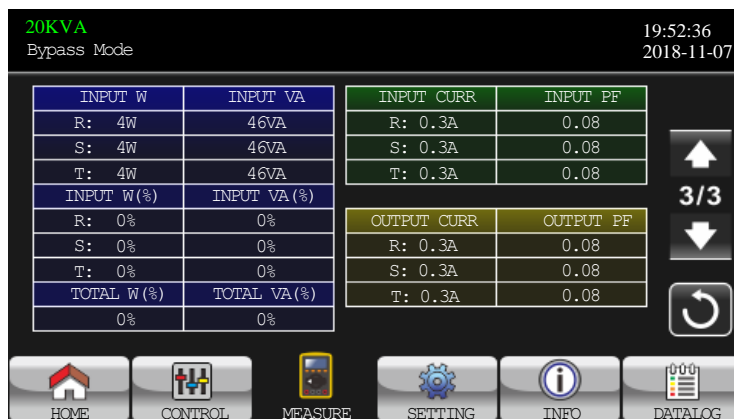 20KVA
19:52:36
Bypass Mode
2018-11-07
INPUT W INPUT VA
R: 4W 46VA
S: 4W 46VA
T: 4W 46VA
INPUT W(%) INPUT VA(%)
R: 0% 0%
S: 0% 0%
T: 0% 0%
TOTAL W(%) TOTAL VA(%)
0% 0%
INPUT CURR INPUT PF
R: 0.3A 0.08
S: 0.3A 0.08
T: 0.3A 0.08
OUTPUT CURR OUTPUT PF
R: 0.3A 0.08
S: 0.3A 0.08
T: 0.3A 0.08
3/3
HOME CONTROL MEASURE SETTING INFO DATALOG